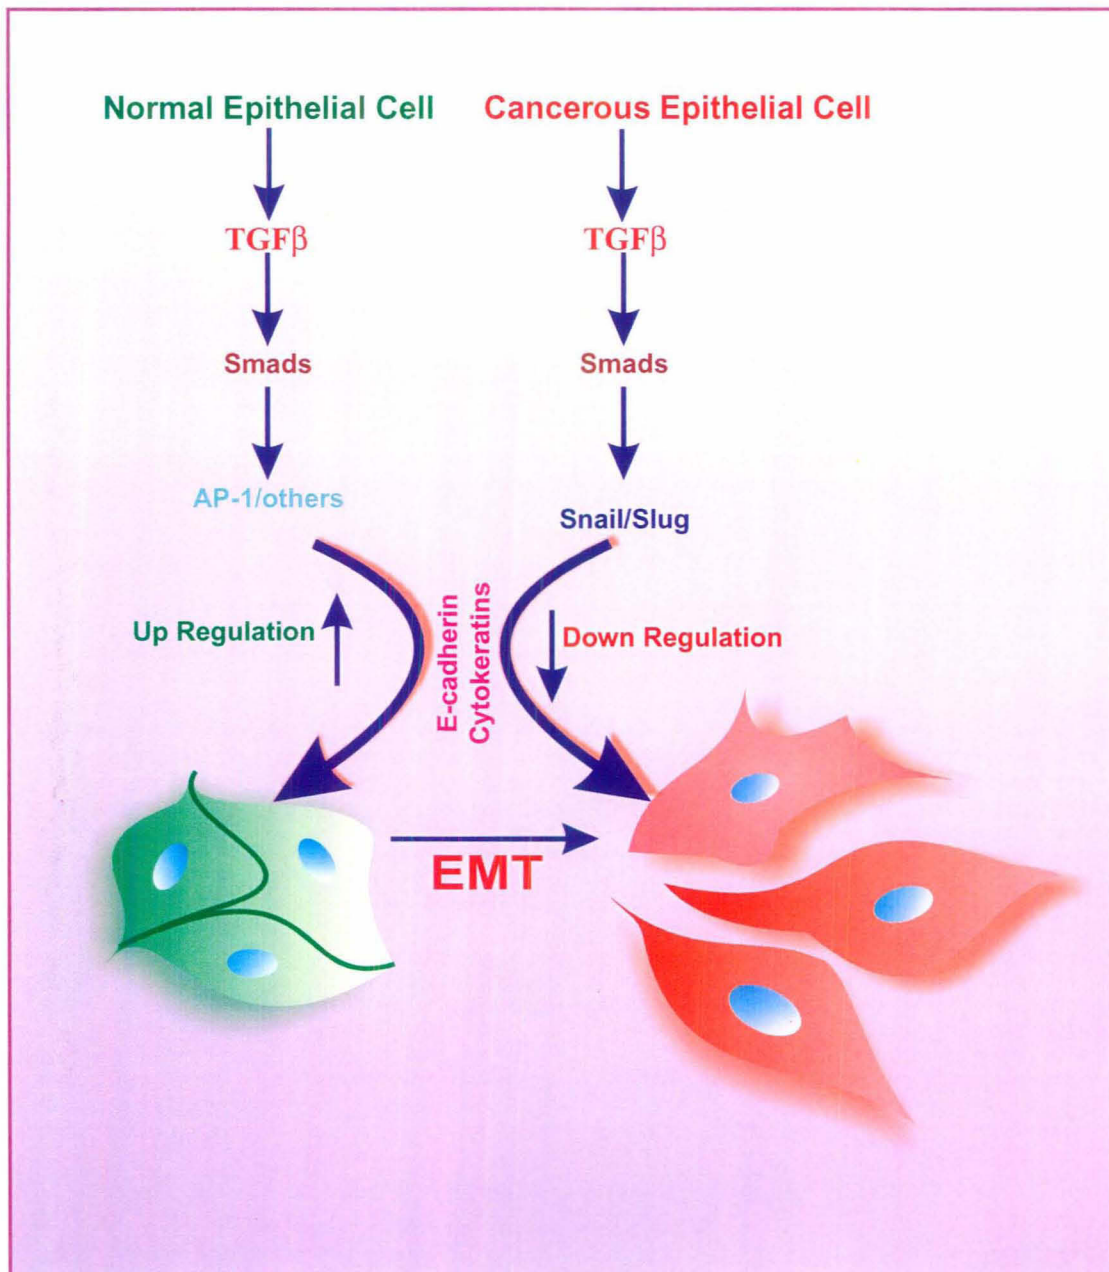 Normal Epithelial Cell
Cancerous Epithelial Cell
TGFβ
TGFβ
Smads
Smads
AP-1/others
Snail/Slug
Up Regulation
E-cadherin
Cytokeratins
Down Regulation
EMT